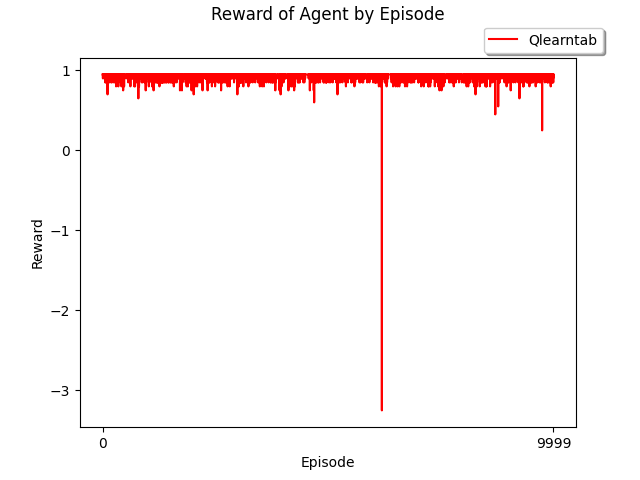 Reward of Agent by Episode
Qlearntab
1
0
−1
−2
−3
Reward
0
9999
Episode